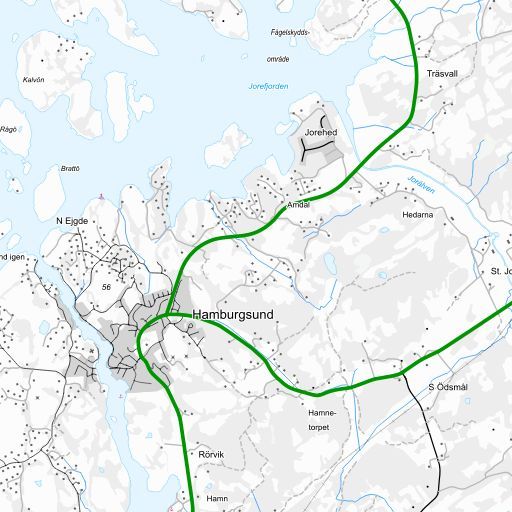 Fågelskydds-
område
Träsvall
Kalvön
Jorefjorden
Rågö
Jorehed
Brattö
Jorälven
Amdal
N Ejgde
Hedarna
nd igen
St. Jo
56
Hamburgsund
S Ödsmål
Hamne-
torpet
Rörvik
Hamn